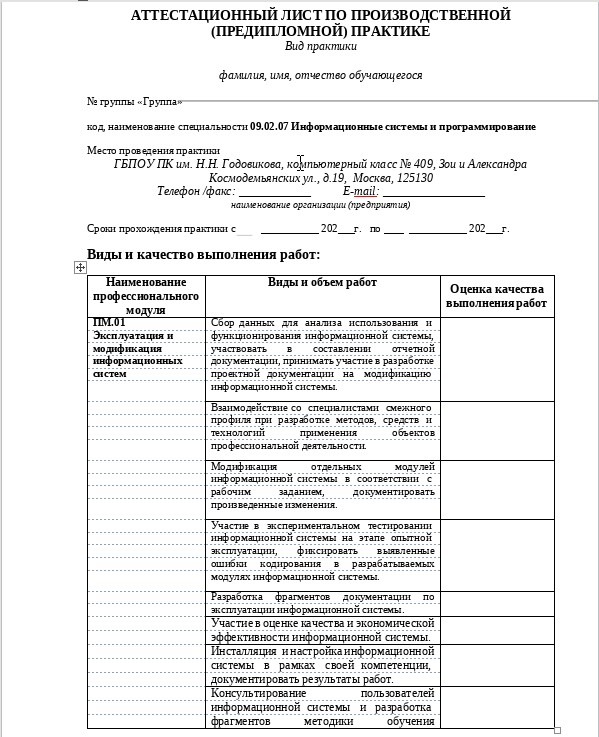 АТТЕСТАЦИОННЫЙ ЛИСТ ПО ПРОИЗВОДСТВЕННОЙ
(ПРЕДИПЛОМНОЙ) ПРАКТИКЕ
Вид практики
фамилия, имя, отчество обучающегося
№ группы «Группа»
код, наименование специальности 09.02.07 Информационные системы и программирование
Место проведения практики
ГБПОУ ПК им. Н.Н. Годовикова, компьютерный класс № 409, Зои и Александра
Космодемьянских ул., д.19, Москва, 125130
Телефон /факс: ____________ E-mail: _________________
наименование организации (предприятия)
Сроки прохождения практики с___ ___________ 202___г. по ____ ___________ 202___г.
Виды и качество выполнения работ:
Наименование
профессионального
модуля
Виды и объем работ
Оценка качества
выполнения работ
ПМ.01
Эксплуатация и
модификация
информационных
систем
Сбор данных для анализа использования и
функционирования информационной системы,
участвовать в составлении отчетной
документации, принимать участие в разработке
проектной документации на модификацию
информационной системы.
Взаимодействие со специалистами смежного
профиля при разработке методов, средств и
технологий применения объектов
профессиональной деятельности.
Модификация отдельных модулей
информационной системы в соответствии с
рабочим заданием, документировать
произведенные изменения.
Участие в экспериментальном тестировании
информационной системы на этапе опытной
эксплуатации, фиксировать выявленные
ошибки кодирования в разрабатываемых
модулях информационной системы.
Разработка фрагментов документации по
эксплуатации информационной системы.
Участие в оценке качества и экономической
эффективности информационной системы.
Инсталляция и настройка информационной
системы в рамках своей компетенции,
документировать результаты работ.
Консультирование пользователей
информационной системы и разработка
фрагментов методики обучения